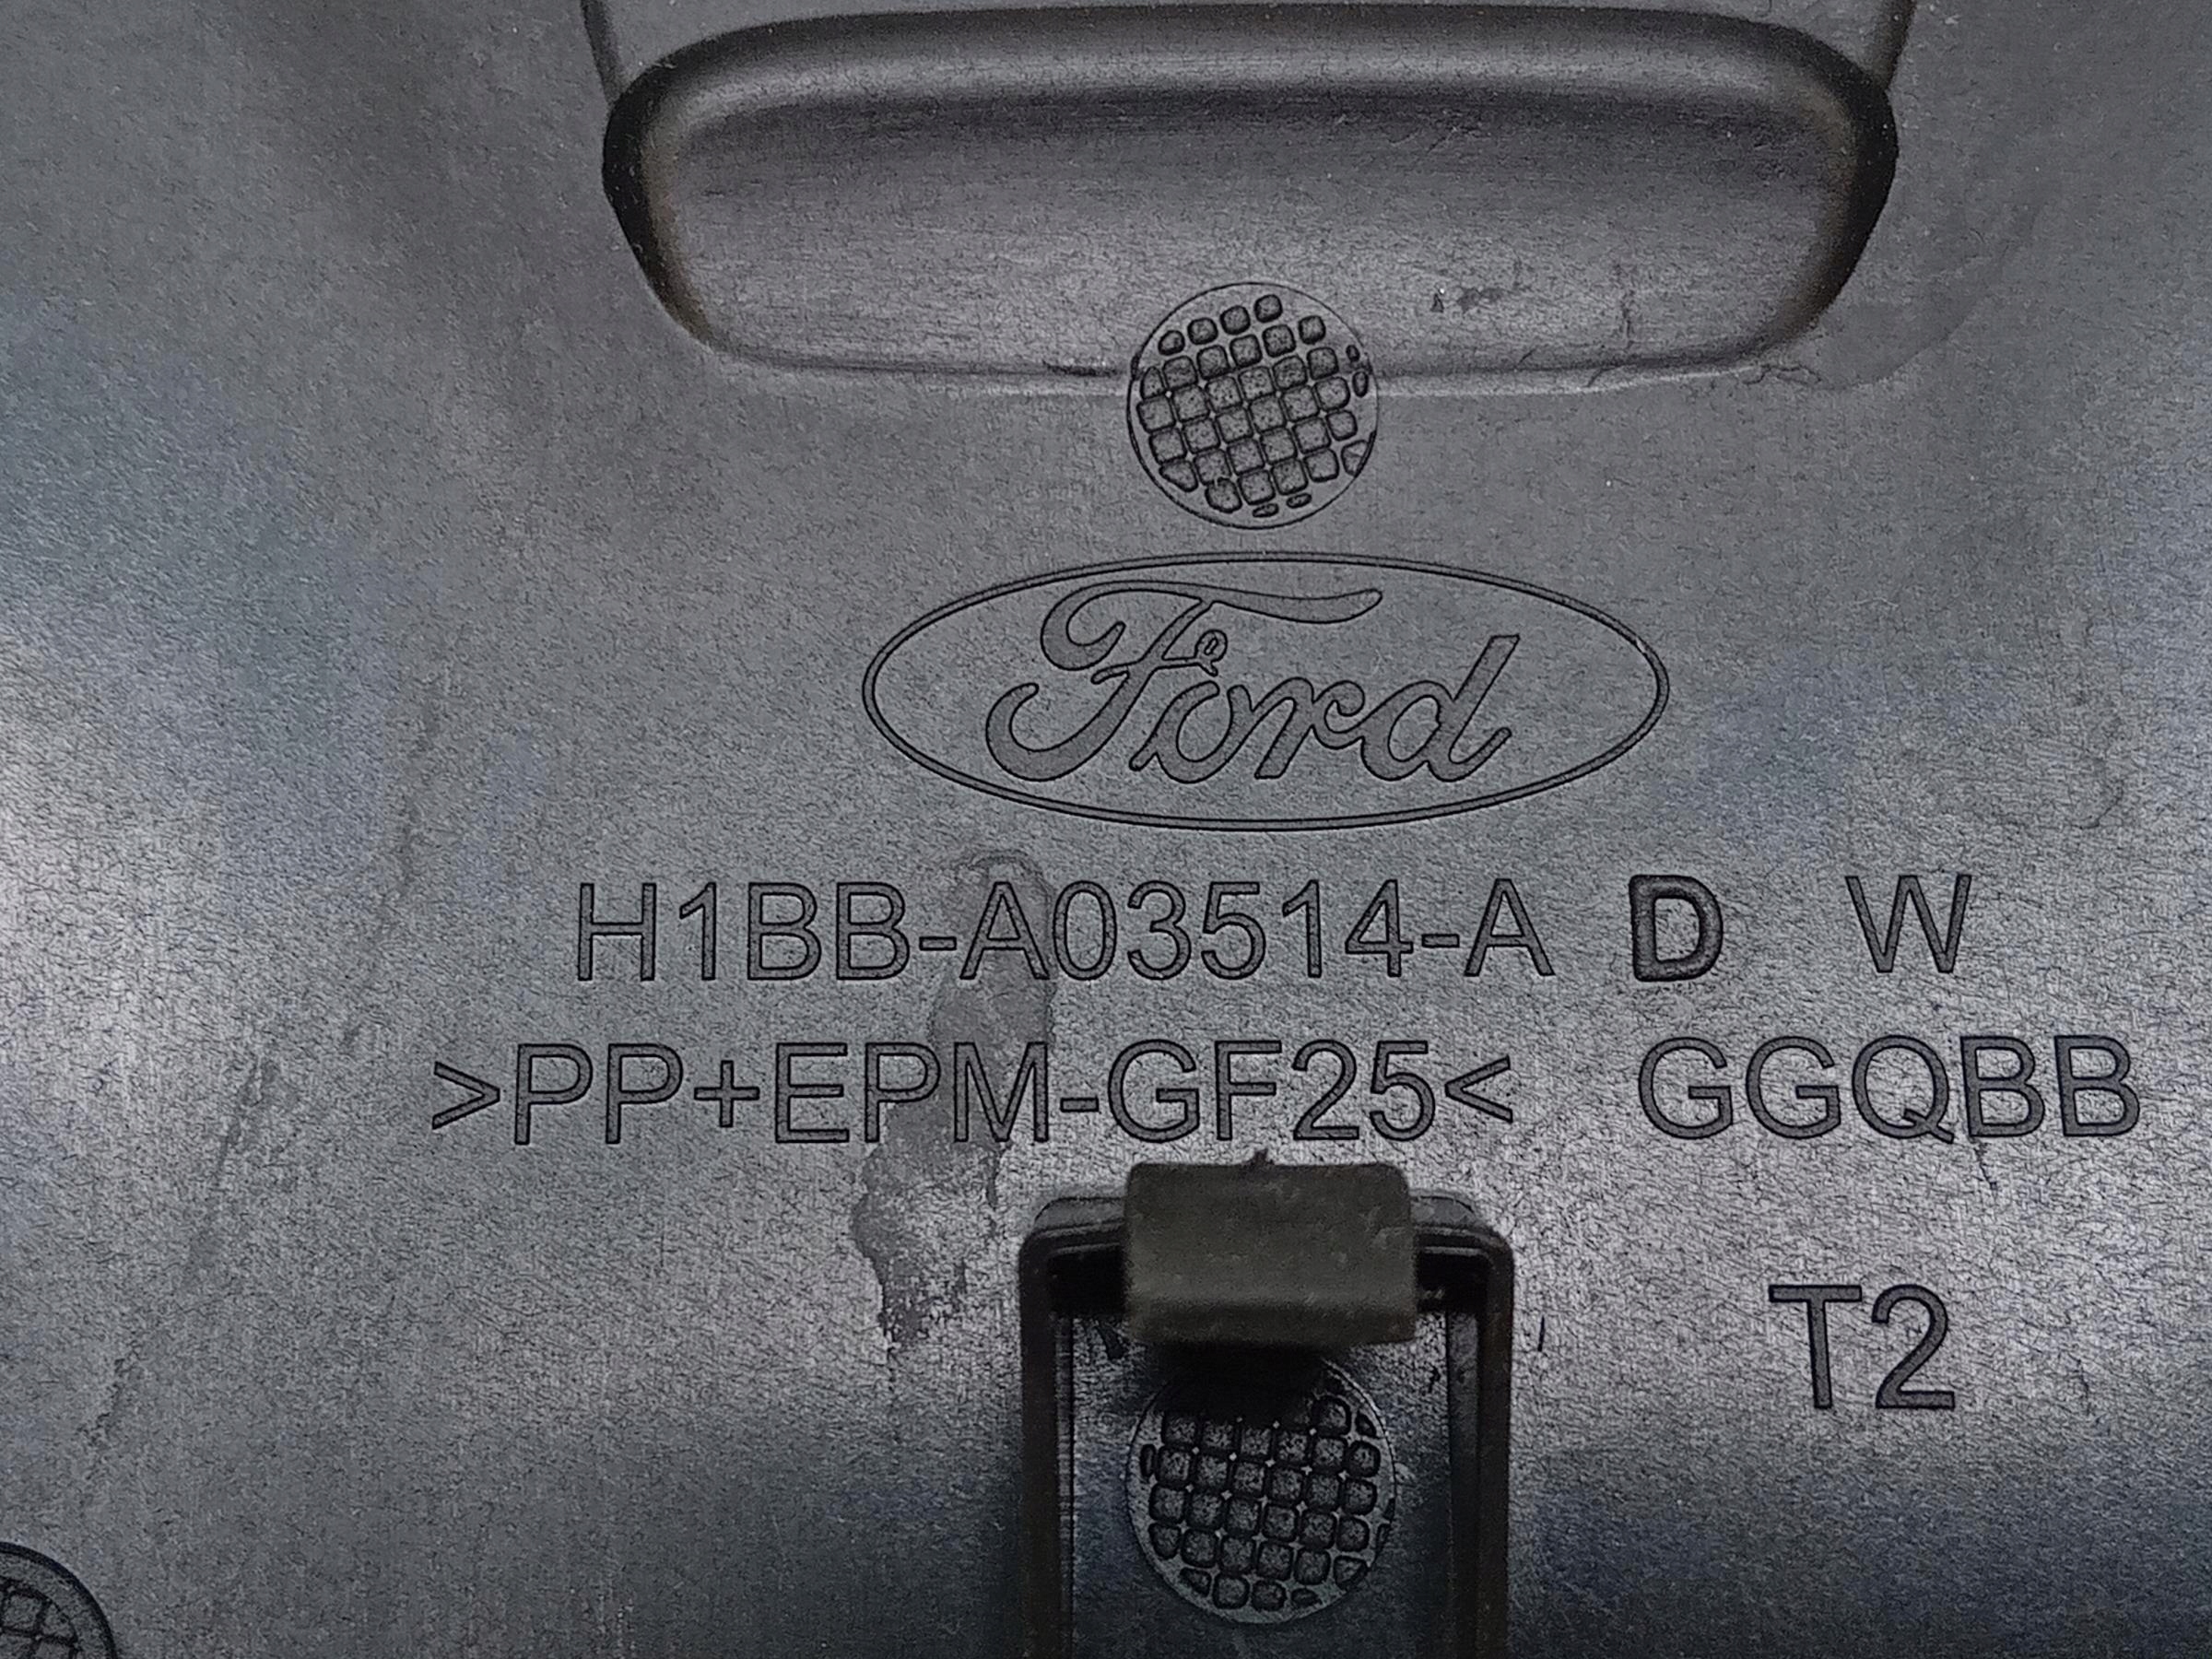 Ford
H1BB-A03514-A D W
>PP+EPM-GF25< GGQBB
T2